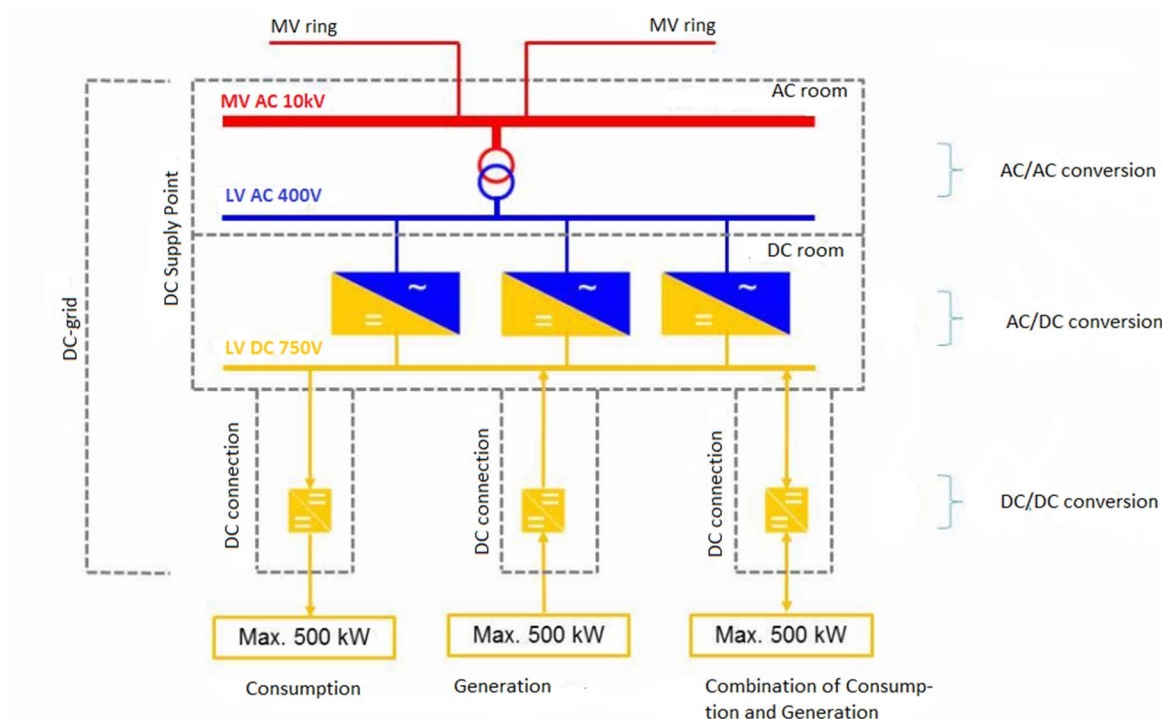 MV ring
MV ring
AC room
MV AC 10kV
AC/AC conversion
LV AC 400V
DC Supply Point
DC-grid
DC room
~
~
~
=
=
=
AC/DC conversion
LV DC 750V
DC connection
DC connection
DC connection
DC/DC conversion
Max. 500 kW
Max. 500 kW
Max. 500 kW
Consumption
Generation
Combination of Consump-
tion and Generation